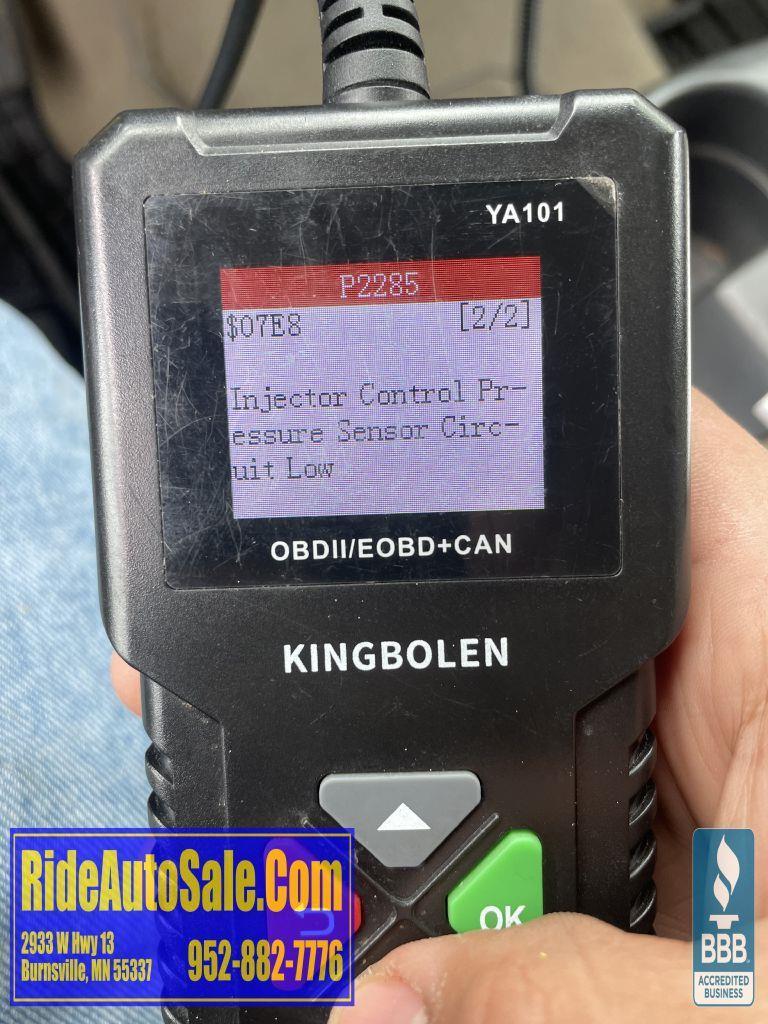 YA101
P2285
$07E8 [2/2]
Injector Control Pr-
essure Sensor Circ-
uit Low
OBDII/EOBD+CAN
KINGBOLEN
OK
RideAutoSale.Com
2933 W Hwy 13
Burnsville, MN 55337
952-882-7776
BBB
ACCREDITED
BUSINESS